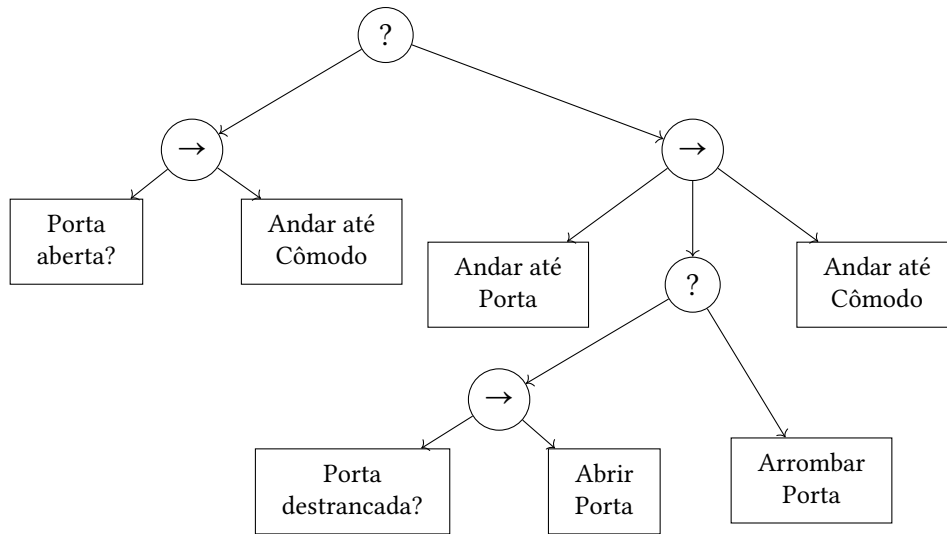 ?
→
→
Porta
aberta?
Andar até
Cômodo
Andar até
Porta
?
Andar até
Cômodo
→
Porta
destrancada?
Abrir
Porta
Arrombar
Porta